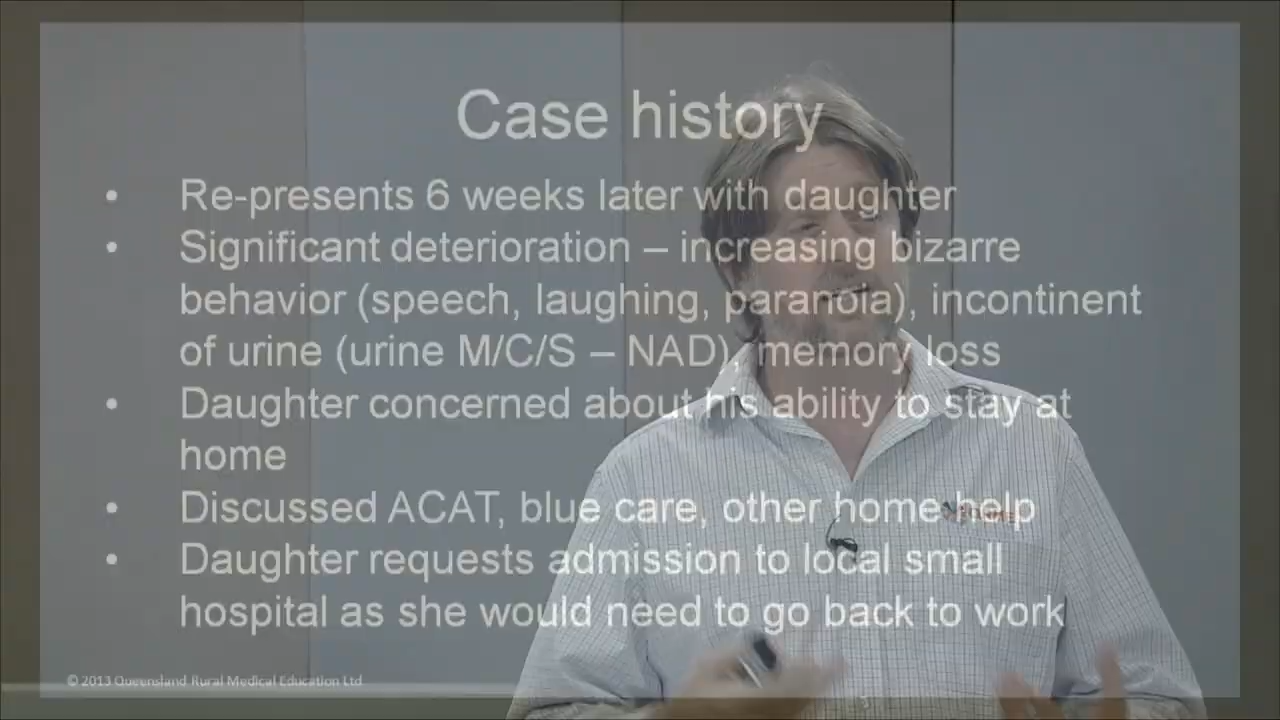 Case history
• Re-presents 6 weeks later with daughter
• Significant deterioration – increasing bizarre
behavior (speech, laughing, paranoia), incontinent
of urine (urine M/C/S – NAD), memory loss
• Daughter concerned about his ability to stay at
home
• Discussed ACAT, blue care, other home help
• Daughter requests admission to local small
hospital as she would need to go back to work
© 2013 Queensland Rural Medical Education Ltd